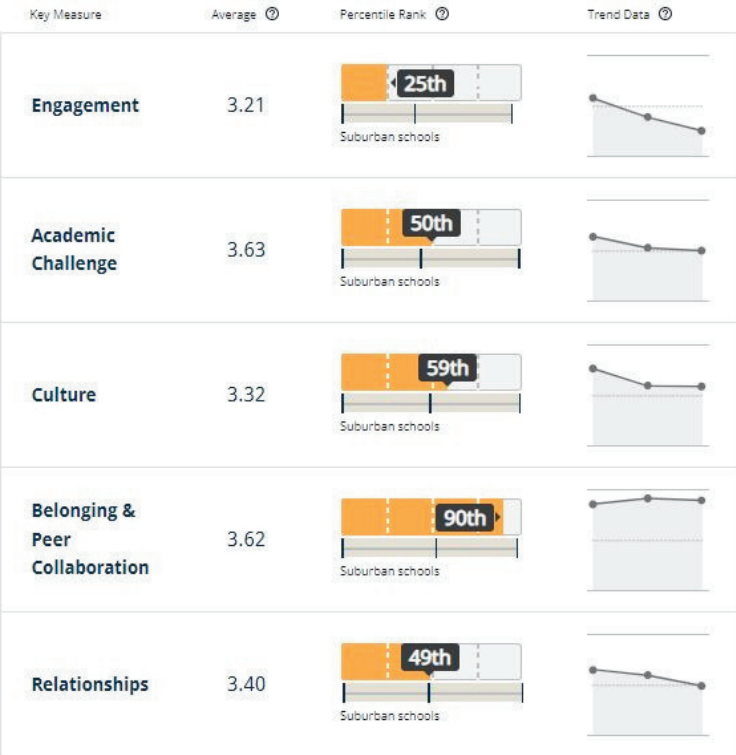 Key Measure Average ? Percentile Rank ? Trend Data ?
Engagement 3.21 25th
Suburban schools
Academic
Challenge 3.63 50th
Suburban schools
Culture 3.32 59th
Suburban schools
Belonging &
Peer
Collaboration 3.62 90th
Suburban schools
Relationships 3.40 49th
Suburban schools